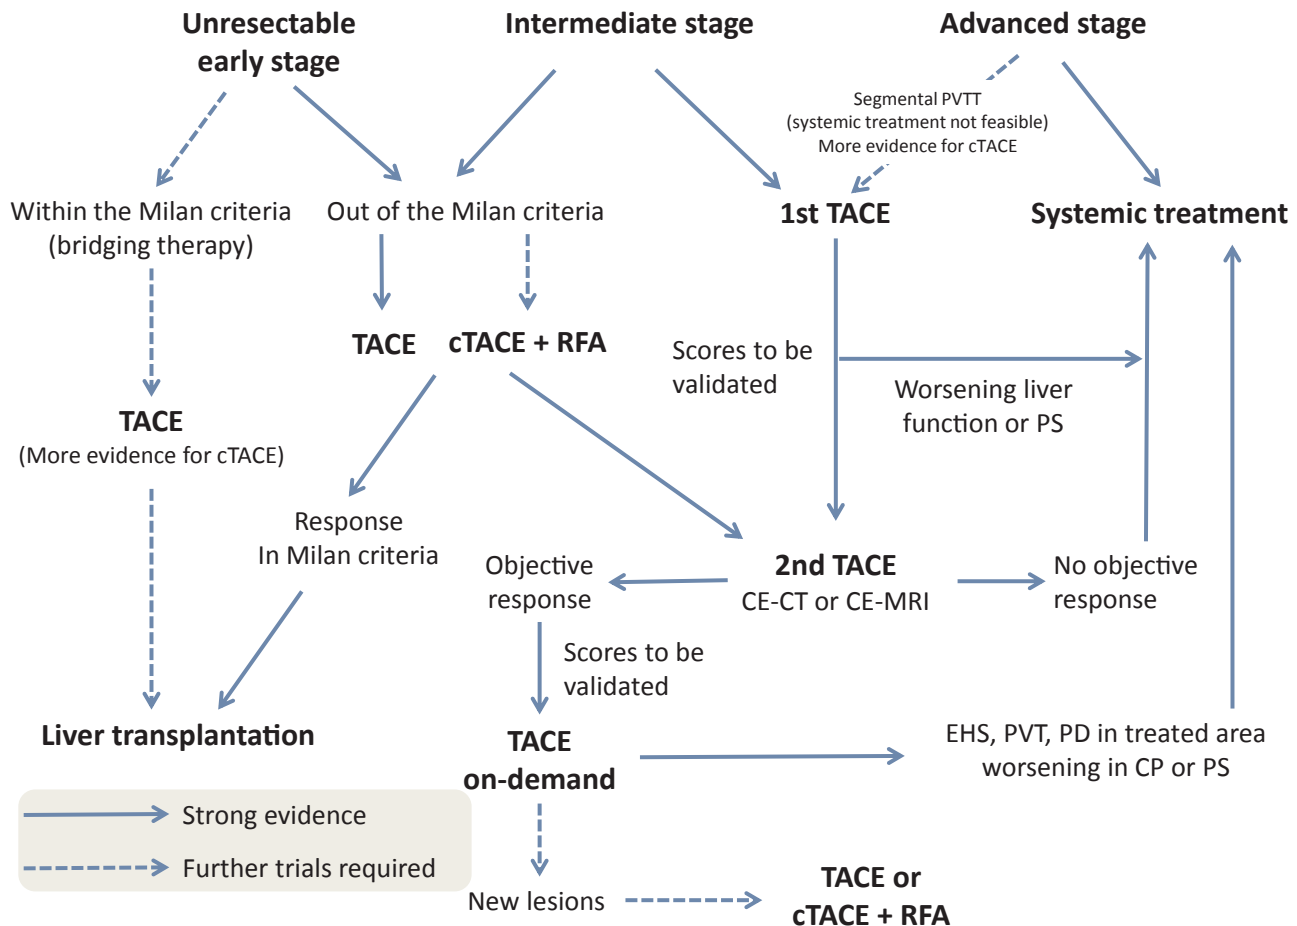 Unresectable
early stage
Intermediate stage
Advanced stage
Segmental PVTT
(systemic treatment not feasible)
More evidence for cTACE
Within the Milan criteria
(bridging therapy)
Out of the Milan criteria
1st TACE
Systemic treatment
TACE
cTACE + RFA
Scores to be
validated
Worsening liver
function or PS
TACE
(More evidence for cTACE)
Response
In Milan criteria
Objective
response
2nd TACE
CE-CT or CE-MRI
No objective
response
Scores to be
validated
Liver transplantation
TACE
on-demand
EHS, PVT, PD in treated area
worsening in CP or PS
Strong evidence
Further trials required
New lesions
TACE or
cTACE + RFA